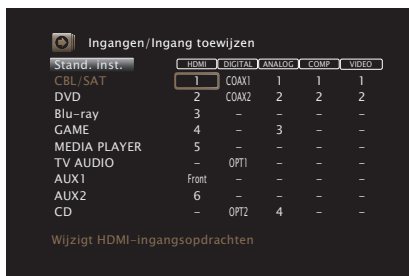 Ingangen/Ingang toewijzen
Stand. inst. HDMI DIGITAL ANALOG COMP VIDEO
CBL/SAT 1 COAX1 1 1 1
DVD 2 COAX2 2 2 2
Blu-ray 3 – – – –
GAME 4 – 3 – –
MEDIA PLAYER 5 – – – –
TV AUDIO – OPT1 – – –
AUX1 Front – – – –
AUX2 6 – – – –
CD – OPT2 4 – –
Wijzigt HDMI-ingangsopdrachten